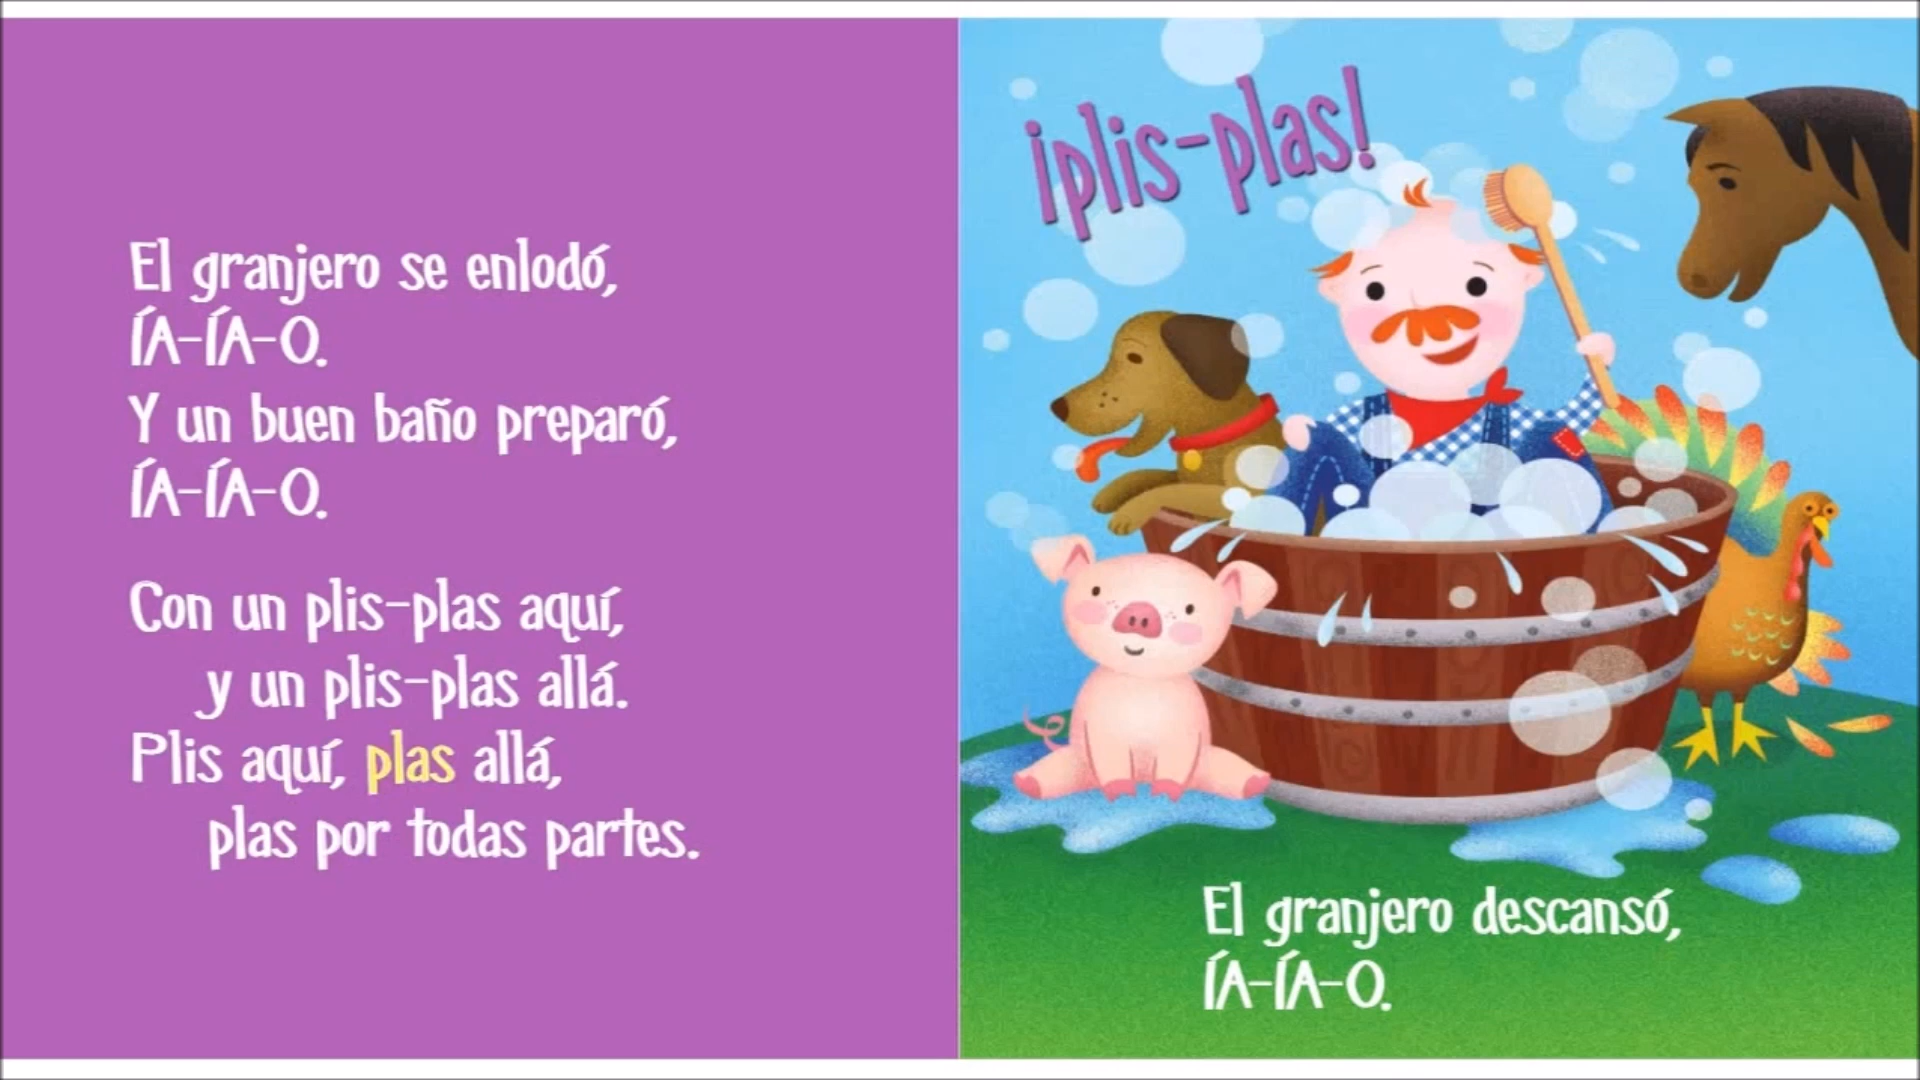 El granjero se enlodó,
ÍA-ÍA-O.
Y un buen baño preparó,
ÍA-ÍA-O.
Con un plis-plas aquí,
y un plis-plas allá.
Plis aquí, plas allá,
plas por todas partes.
¡plis-plas!
El granjero descansó,
ÍA-ÍA-O.